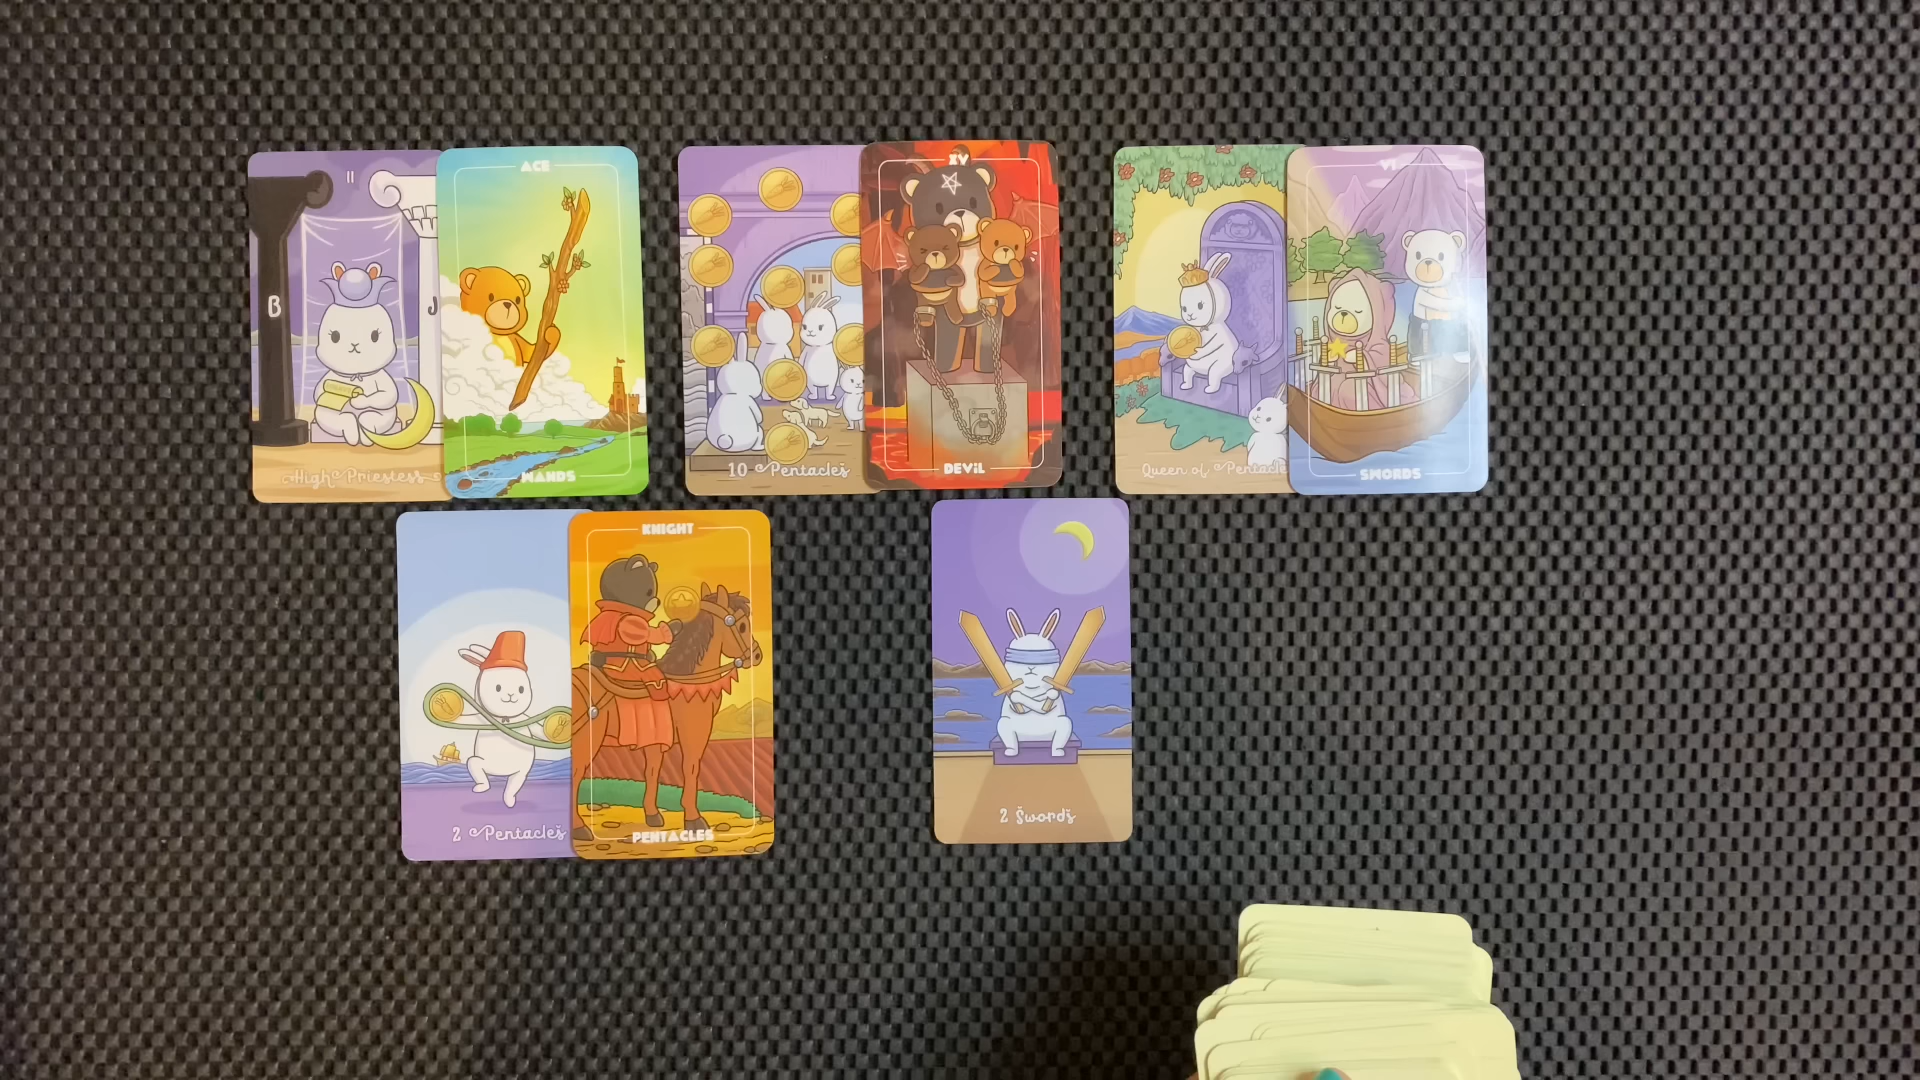 II
B
J
High Priestess
ACE
WANDS
10 Pentacles
XV
DEVIL
Queen of Pentacle
VI
SWORDS
2 Pentacles
KNIGHT
PENTACLES
2 Swords